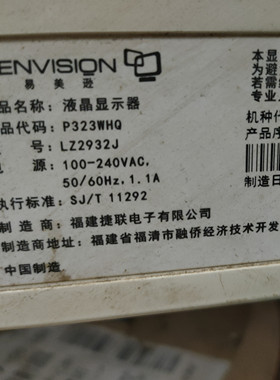 ENVISION
易美逊
品名称：液晶显示器
品代码：P323WHQ
号：LZ2932J
源：100-240VAC,
50/60Hz,1.1A
执行标准：SJ/T 11292
制造商：福建捷联电子有限公司
制造商地址：福建省福清市融侨经济技术开发
中国制造
本显
为避
若需
专业
机种代
产品序
制造日